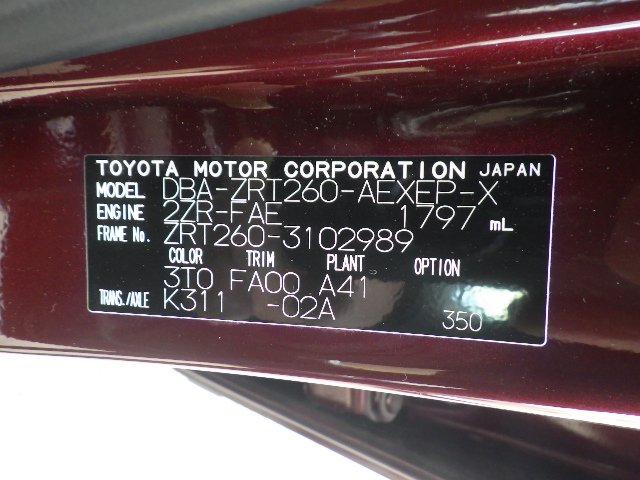 TOYOTA MOTOR CORPORATION JAPAN
MODEL DBA-ZRT260-AEXEP-X
ENGINE 2ZR-FAE 1797 mL
FRAME No. ZRT260-3102989
COLOR TRIM PLANT OPTION
3T0 FA00 A41
TRANS./AXLE K311 -02A
350